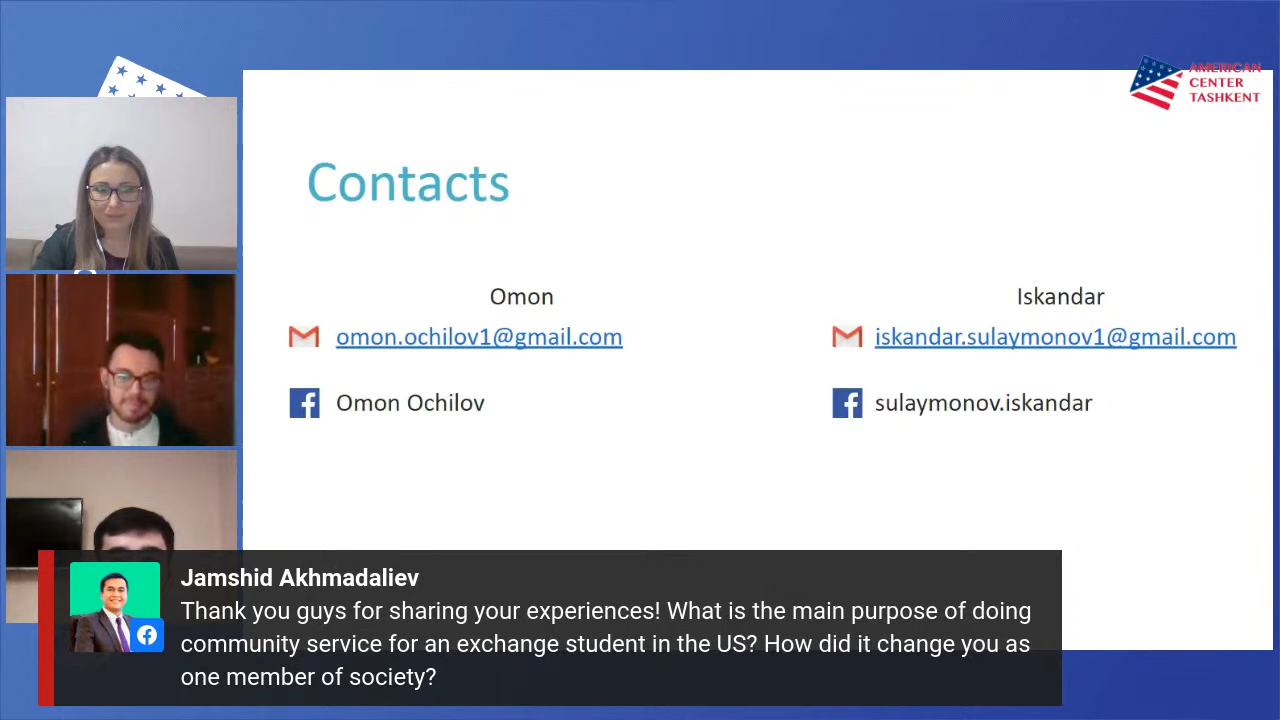 AMERICAN
CENTER
TASHKENT
Contacts
Omon
omon.ochilov1@gmail.com
Omon Ochilov
Iskandar
iskandar.sulaymonov1@gmail.com
sulaymonov.iskandar
Jamshid Akhmadaliev
Thank you guys for sharing your experiences! What is the main purpose of doing
community service for an exchange student in the US? How did it change you as
one member of society?